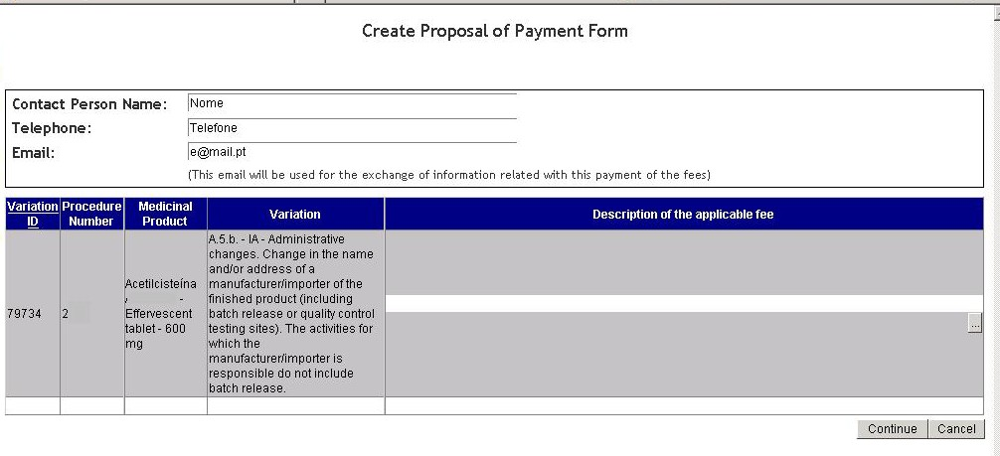 Create Proposal of Payment Form
Contact Person Name: Nome
Telephone: Telefone
Email: e@mail.pt
(This email will be used for the exchange of information related with this payment of the fees)
Variation ID
Procedure Number
Medicinal Product
Variation
Description of the applicable fee
79734
2
Acetilcisteína
, -
Effervescent
tablet - 600
mg
A.5.b. - IA - Administrative
changes. Change in the name
and/or address of a
manufacturer/importer of the
finished product (including
batch release or quality control
testing sites). The activities for
which the
manufacturer/importer is
responsible do not include
batch release.
...
Continue Cancel